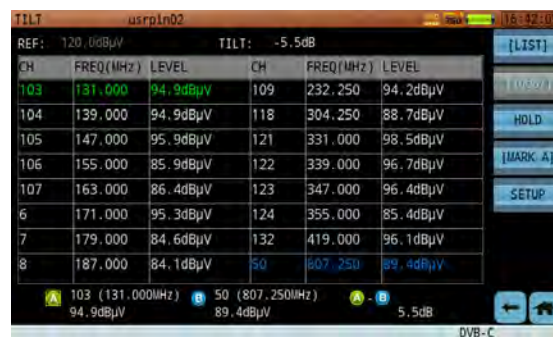 TILT usrpln02 16:42:0
REF: 120.0dBµV TILT: -5.5dB [LIST]
CH FREQ(MHz) LEVEL CH FREQ(MHz) LEVEL
103 131.000 94.9dBµV 109 232.250 94.2dBµV
104 139.000 94.9dBµV 118 304.250 88.7dBµV HOLD
105 147.000 95.9dBµV 121 331.000 98.5dBµV
106 155.000 85.9dBµV 122 339.000 96.7dBµV [MARK A]
107 163.000 86.4dBµV 123 347.000 96.4dBµV SETUP
6 171.000 95.3dBµV 124 355.000 85.4dBµV
7 179.000 84.6dBµV 132 419.000 96.1dBµV
8 187.000 84.1dBµV 50 807.250 89.4dBµV
A 103 (131.000MHz) B 50 (807.250MHz) A - B
94.9dBµV 89.4dBµV 5.5dB
DVB-C